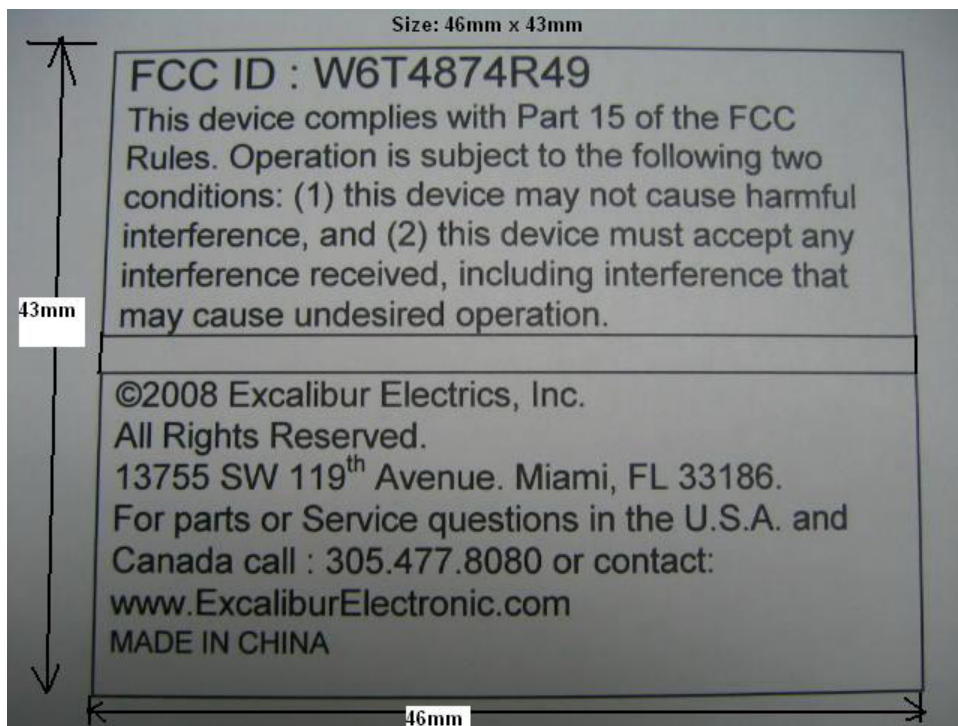 Size: 46mm x 43mm
FCC ID : W6T4874R49
This device complies with Part 15 of the FCC
Rules. Operation is subject to the following two
conditions: (1) this device may not cause harmful
interference, and (2) this device must accept any
interference received, including interference that
may cause undesired operation.
43mm
©2008 Excalibur Electrics, Inc.
All Rights Reserved.
13755 SW 119th Avenue. Miami, FL 33186.
For parts or Service questions in the U.S.A. and
Canada call : 305.477.8080 or contact:
www.ExcaliburElectronic.com
MADE IN CHINA
46mm